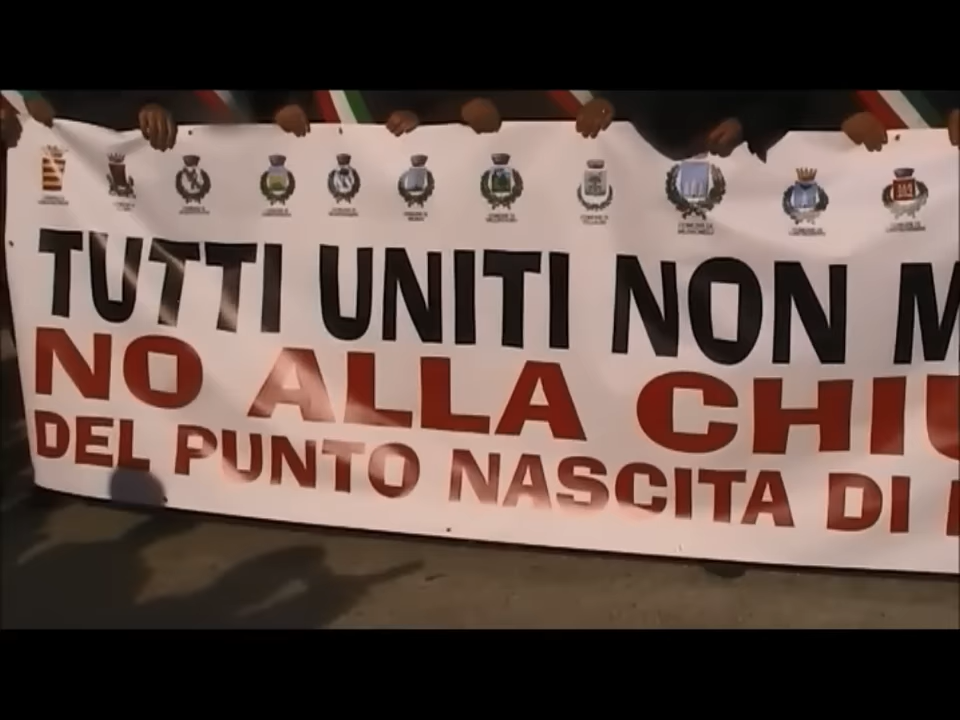 TUTTI UNITI NON M
NO ALLA CHIU
DEL PUNTO NASCITA DI